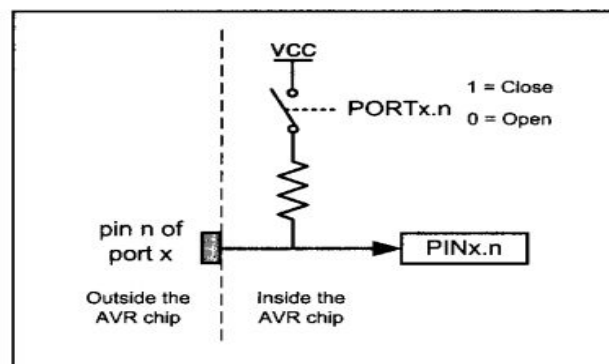 VCC
PORTx.n
1 = Close
0 = Open
pin n of
port x
PINx.n
Outside the
AVR chip
Inside the
AVR chip